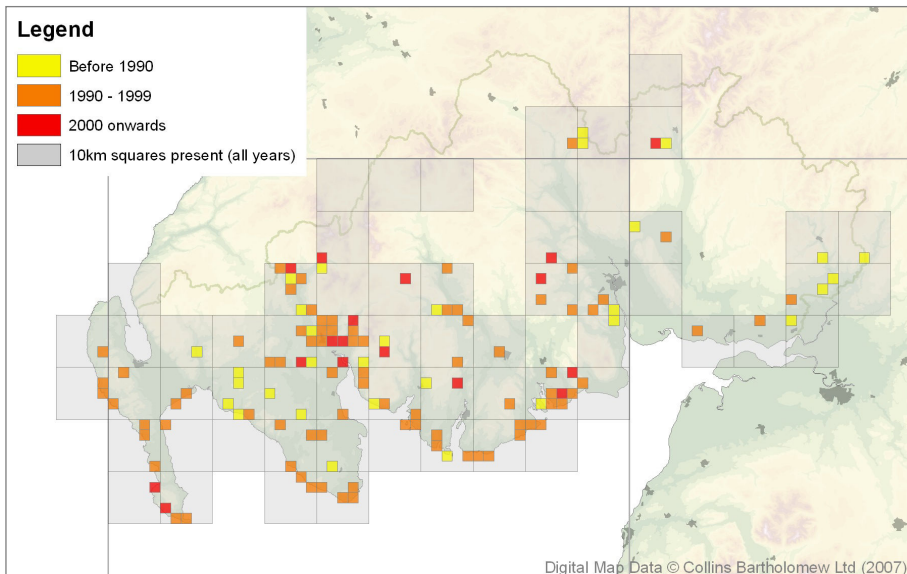 Legend
Before 1990
1990 - 1999
2000 onwards
10km squares present (all years)
Digital Map Data © Collins Bartholomew Ltd (2007)